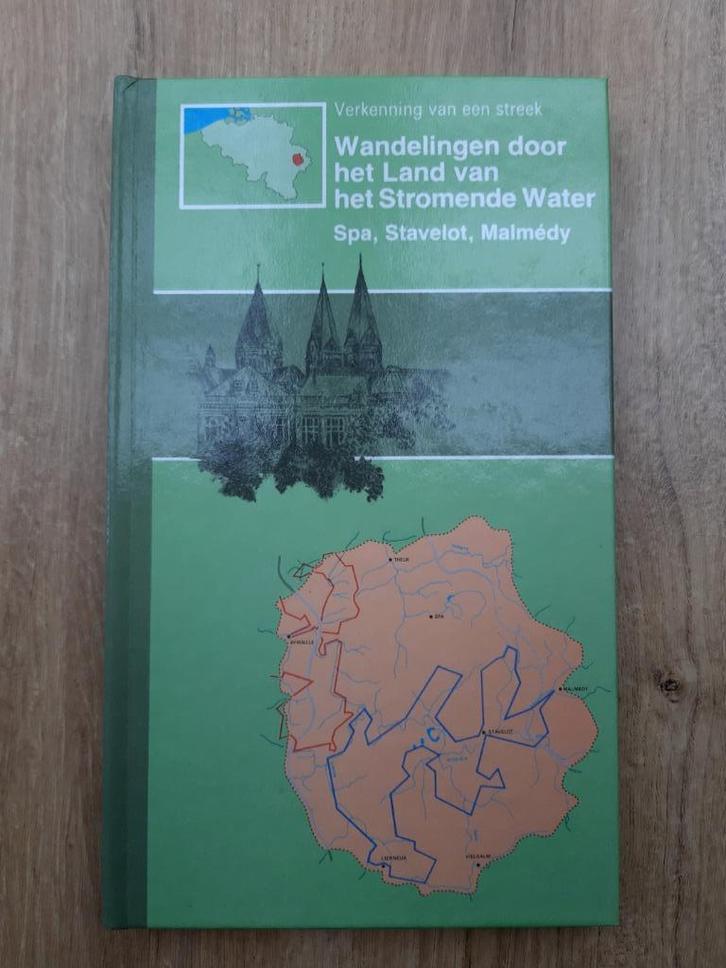 Verkenning van een streek
Wandelingen door
het Land van
het Stromende Water
Spa, Stavelot, Malmédy
THEUX
SPA
AYWAILLE
MALMEDY
STAVELOT
LIERNEUX
VIELSALM